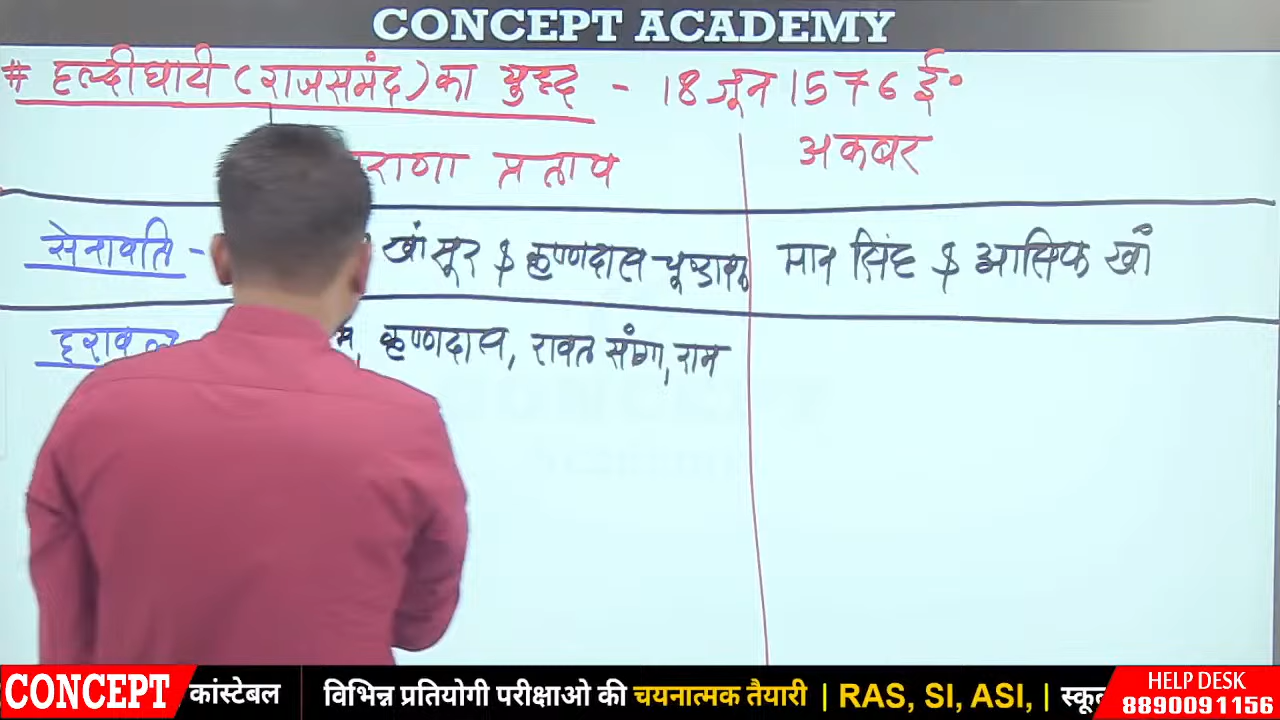 CONCEPT ACADEMY
# हल्दीघाटी (राजसमंद) का युद्ध - 18 जून 1576 ई॰
राणा प्रताप अकबर
सेनापति - खां सूर & कृष्णदास मान सिंह & आसिफ खाँ
हरावल कृष्णदास, रावत सांगा, राम
CONCEPT कांस्टेबल विभिन्न प्रतियोगी परीक्षाओ की चयनात्मक तैयारी | RAS, SI, ASI, | HELP DESK
8890091156